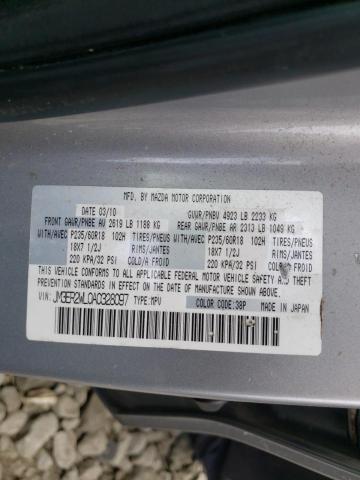 MFD. BY MAZDA MOTOR CORPORATION
DATE 03/10 GVWR/PNBV 4923 LB 2233 KG
FRONT GAWR/PNBE AV 2619 LB 1188 KG REAR GAWR/PNBE AR 2313 LB 1049 KG
WITH/AVEC P235/60R18 102H TIRES/PNEUS WITH/AVEC P235/60R18 102H TIRES/PNEUS
18X7 1/2J RIMS/JANTES 18X7 1/2J RIMS/JANTES
220 KPA/32 PSI COLD/A FROID 220 KPA/32 PSI COLD/A FROID
THIS VEHICLE CONFORMS TO ALL APPLICABLE FEDERAL MOTOR VEHICLE SAFETY, BUMPER, AND THEFT
PREVENTION STANDARDS IN EFFECT ON THE DATE OF MANUFACTURE SHOWN ABOVE.
VIN: JM3ER2WL0A0328097 TYPE: MPV COLOR CODE:38P MADE IN JAPAN